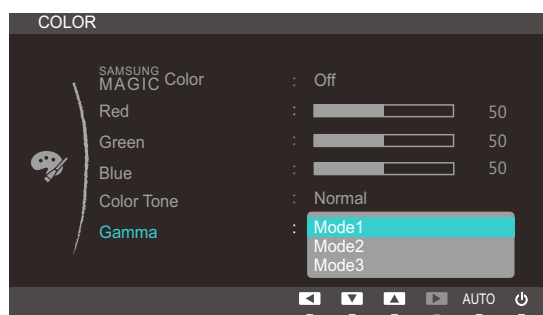 COLOR
SAMSUNG
MAGIC Color : Off
Red : 50
Green : 50
Blue : 50
Color Tone : Normal
Gamma : Mode1
Mode2
Mode3
AUTO